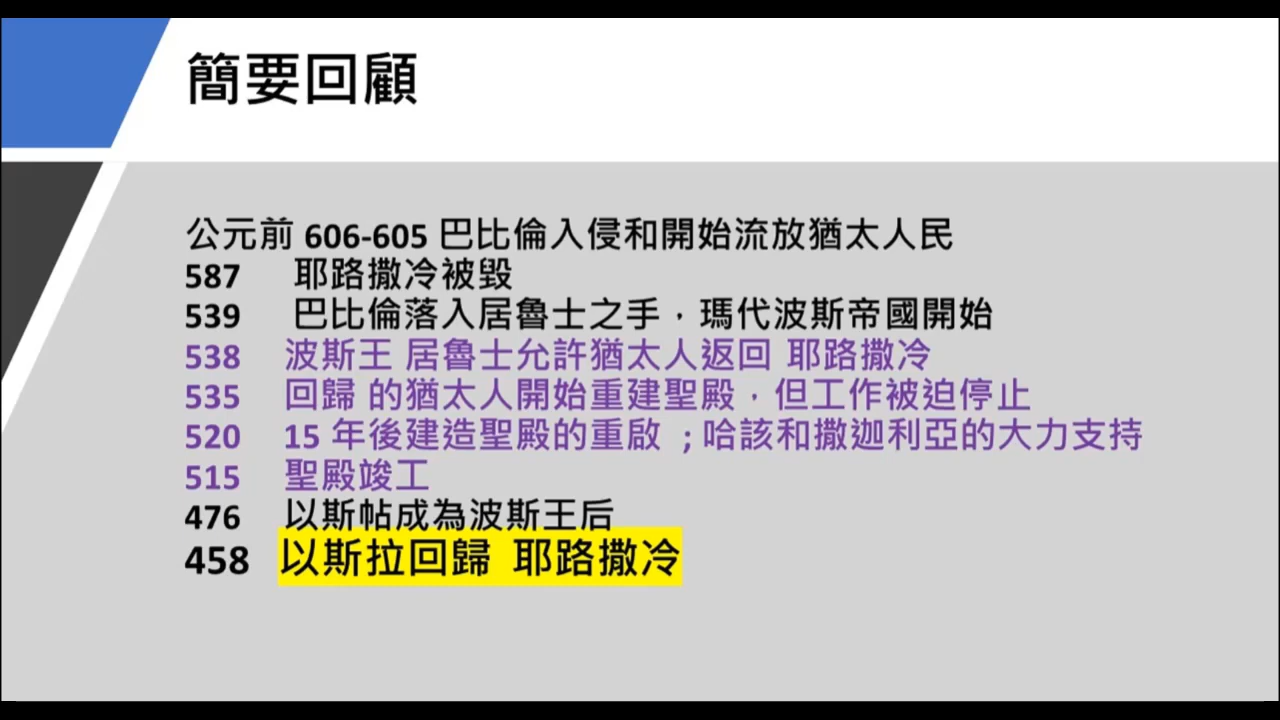 簡要回顧
公元前 606-605 巴比倫入侵和開始流放猶太人民
587 耶路撒冷被毀
539 巴比倫落入居魯士之手，瑪代波斯帝國開始
538 波斯王 居魯士允許猶太人返回 耶路撒冷
535 回歸 的猶太人開始重建聖殿，但工作被迫停止
520 15 年後建造聖殿的重啟 ; 哈該和撒迦利亞的大力支持
515 聖殿竣工
476 以斯帖成為波斯王后
458 以斯拉回歸 耶路撒冷